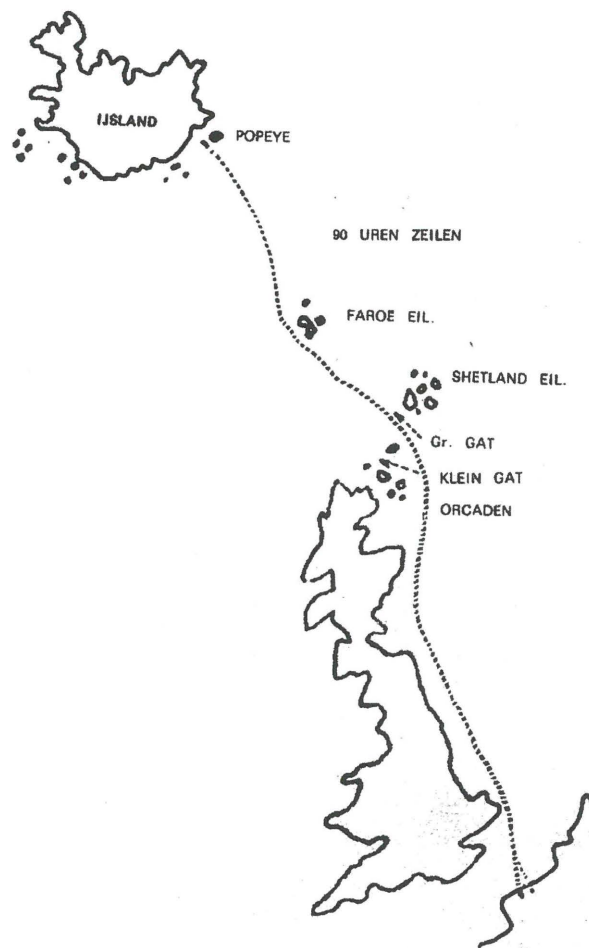 IJSLAND
POPEYE
90 UREN ZEILEN
FAROE EIL.
SHETLAND EIL.
Gr. GAT
KLEIN GAT
ORCADEN